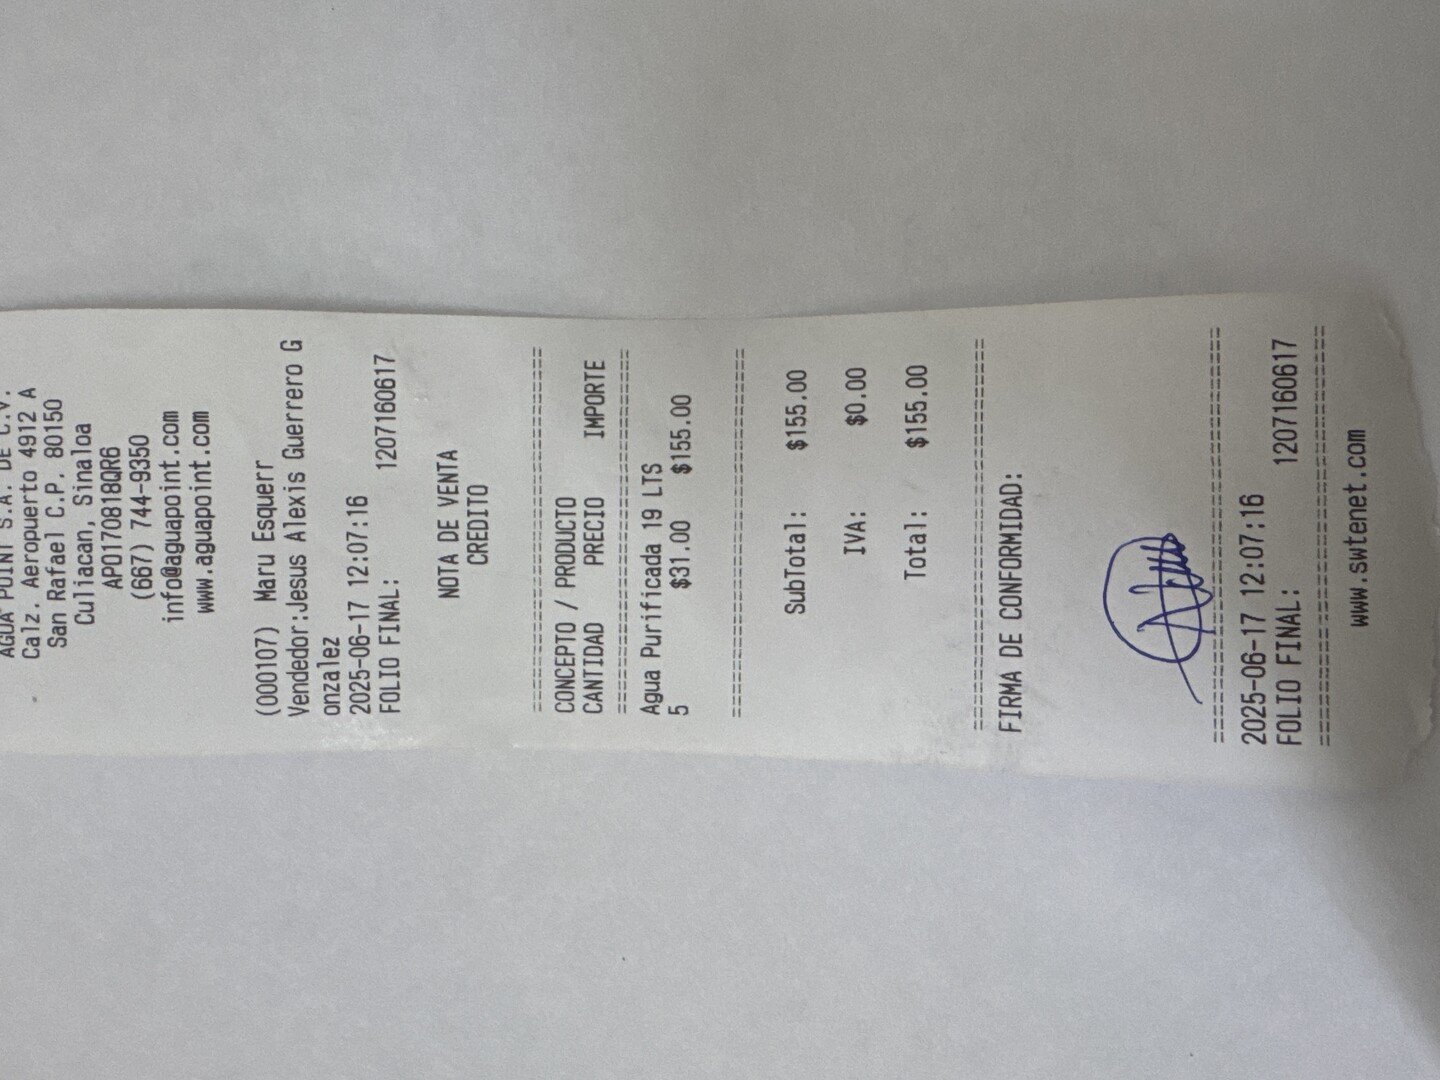 AGUA POINT S.A. DE C.V.
Calz. Aeropuerto 4912 A
San Rafael C.P. 80150
Culiacan, Sinaloa
APO170818QR6
(667) 744-9350
info@aguapoint.com
www.aguapoint.com
(000107) Maru Esquerr
Vendedor:Jesus Alexis Guerrero G
onzalez
2025-06-17 12:07:16
FOLIO FINAL: 1207160617
NOTA DE VENTA
CREDITO
================================
CONCEPTO / PRODUCTO
CANTIDAD PRECIO IMPORTE
================================
Agua Purificada 19 LTS
5 $31.00 $155.00
================================
SubTotal: $155.00
IVA: $0.00
Total: $155.00
================================
FIRMA DE CONFORMIDAD:
================================
2025-06-17 12:07:16
FOLIO FINAL: 1207160617
================================
www.swtenet.com